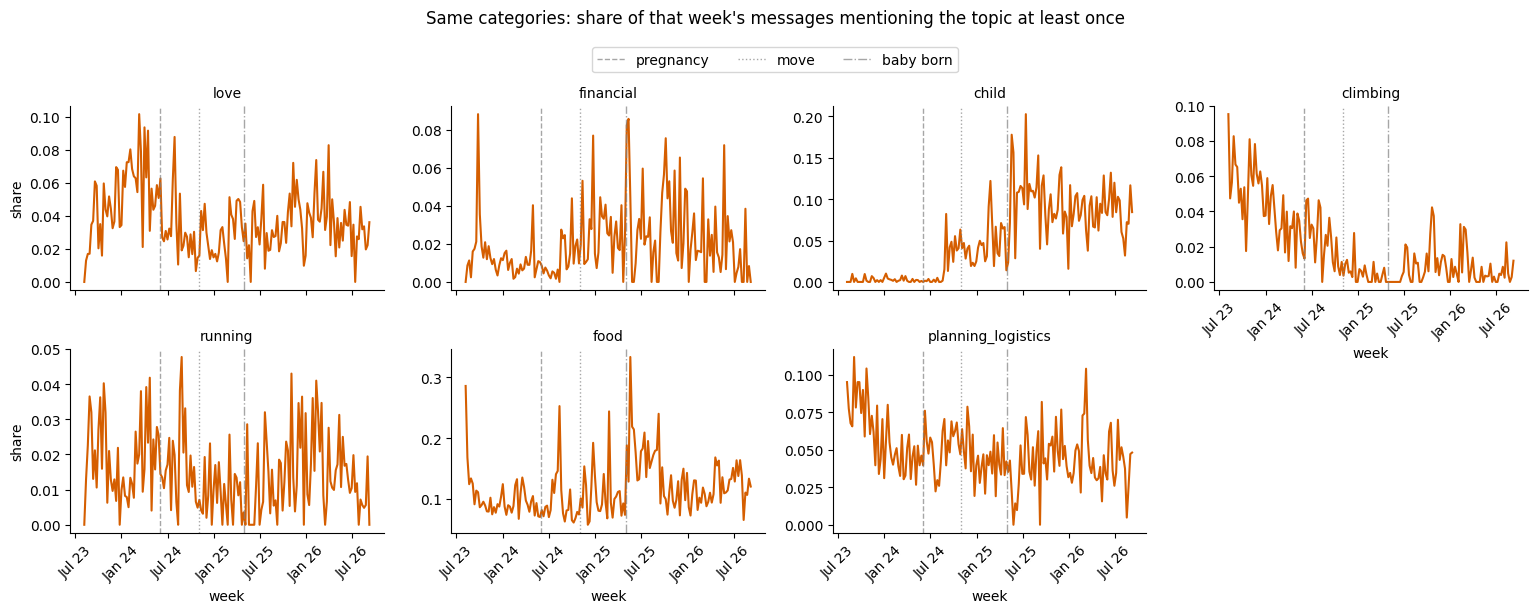 Same categories: share of that week's messages mentioning the topic at least once
pregnancy move baby born
love
financial
child
climbing
0.10
0.08
0.06
0.04
0.02
0.00
share
0.08
0.06
0.04
0.02
0.00
0.20
0.15
0.10
0.05
0.00
0.10
0.08
0.06
0.04
0.02
0.00
Jul 23 Jan 24 Jul 24 Jan 25 Jul 25 Jan 26 Jul 26
week
running
food
planning_logistics
0.05
0.04
0.03
0.02
0.01
0.00
share
Jul 23 Jan 24 Jul 24 Jan 25 Jul 25 Jan 26 Jul 26
week
0.3
0.2
0.1
Jul 23 Jan 24 Jul 24 Jan 25 Jul 25 Jan 26 Jul 26
week
0.100
0.075
0.050
0.025
0.000
Jul 23 Jan 24 Jul 24 Jan 25 Jul 25 Jan 26 Jul 26
week